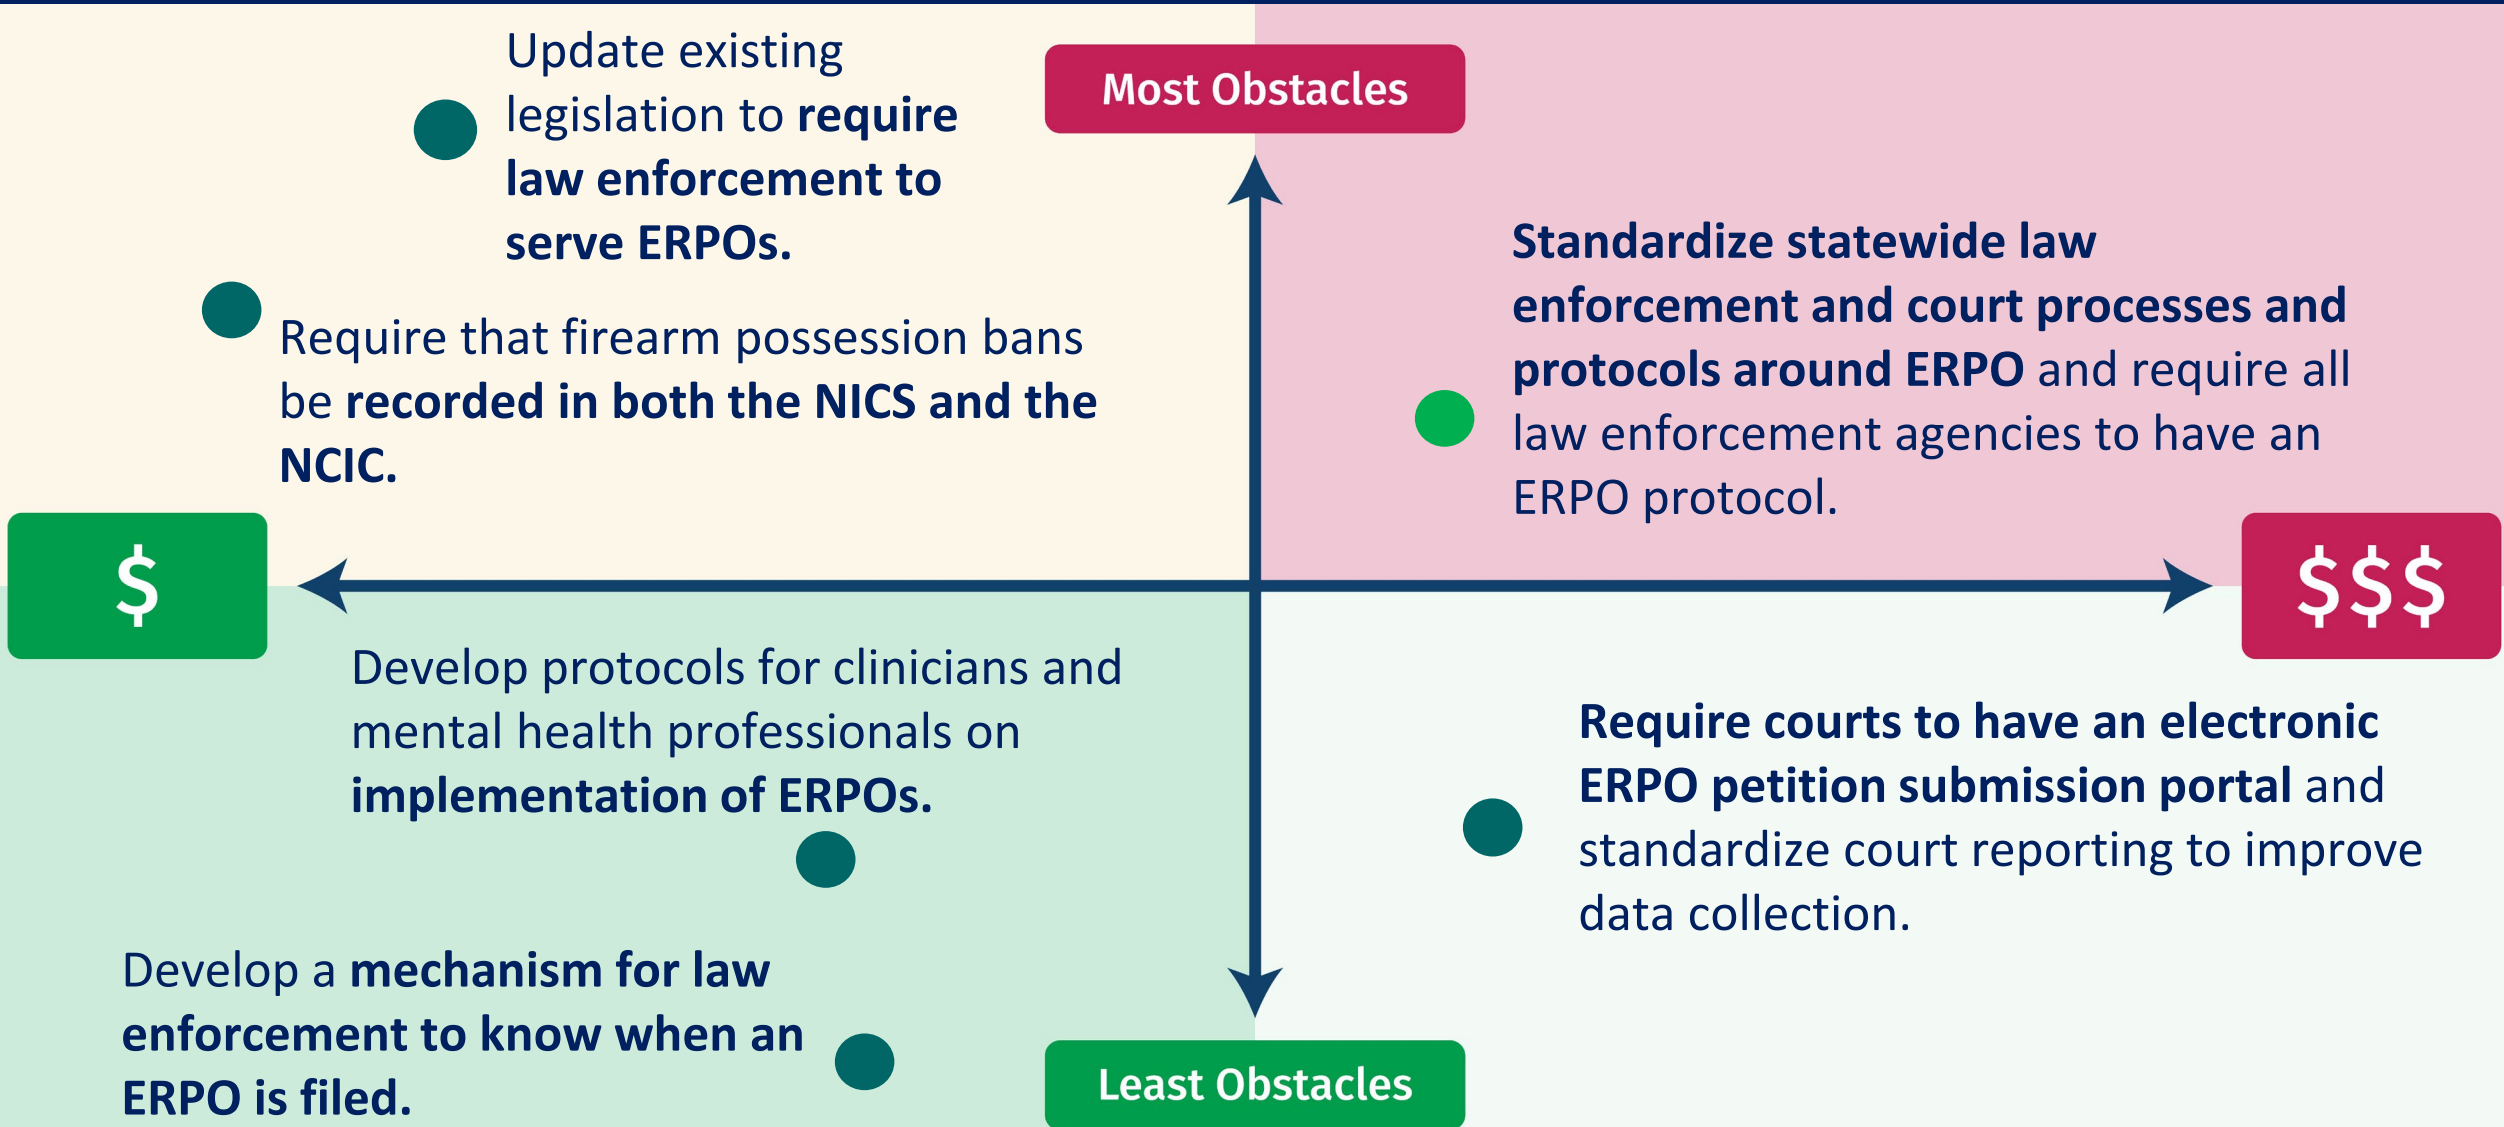 Update existing
legislation to require
law enforcement to
serve ERPOs.
Most Obstacles
Require that firearm possession bans
be recorded in both the NICS and the
NCIC.
Standardize statewide law
enforcement and court processes and
protocols around ERPO and require all
law enforcement agencies to have an
ERPO protocol.
$
$$$
Develop protocols for clinicians and
mental health professionals on
implementation of ERPOs.
Require courts to have an electronic
ERPO petition submission portal and
standardize court reporting to improve
data collection.
Develop a mechanism for law
enforcement to know when an
ERPO is filed.
Least Obstacles